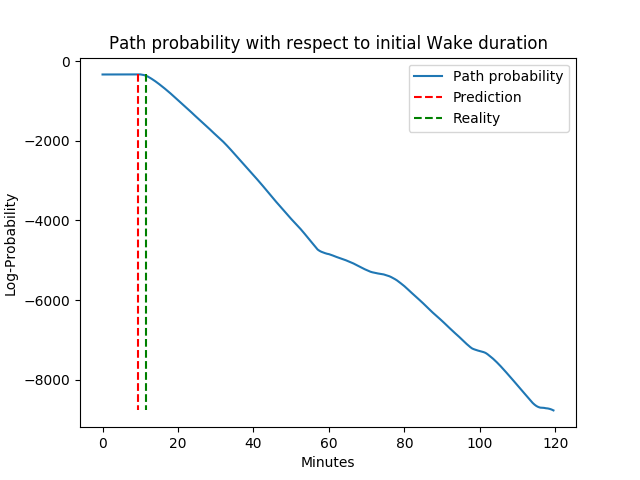 Path probability with respect to initial Wake duration
Path probability
Prediction
Reality
0
−2000
−4000
−6000
−8000
Log-Probability
0 20 40 60 80 100 120
Minutes